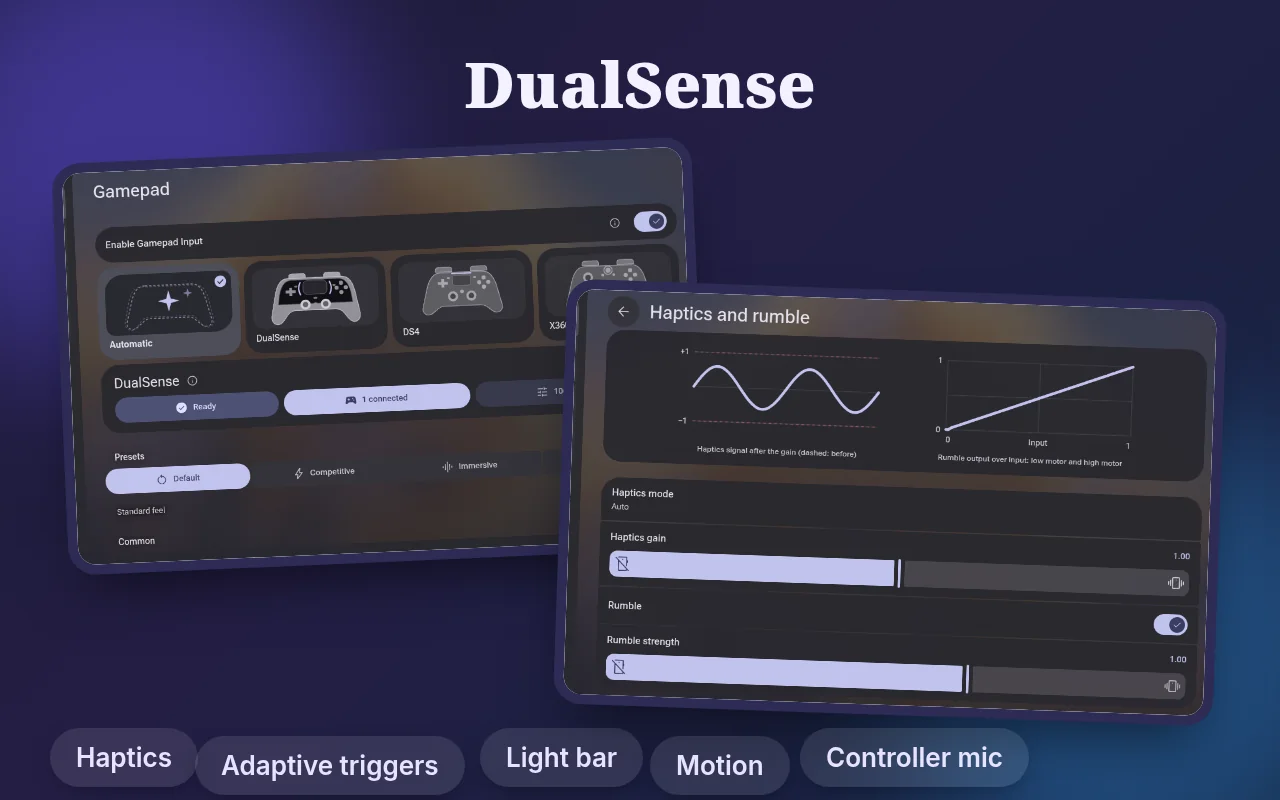 DualSense
Gamepad
Enable Gamepad Input
Automatic
DualSense
DS4
DualSense
Ready
1 connected
Presets
Default
Competitive
Immersive
Standard feel
Common
Haptics and rumble
+1
−1
Haptics signal after the gain (dashed: before)
1
0
0
Input
1
Rumble output over input: low motor and high motor
Haptics mode
Auto
Haptics gain
1.00
Rumble
Rumble strength
1.00
Haptics
Adaptive triggers
Light bar
Motion
Controller mic